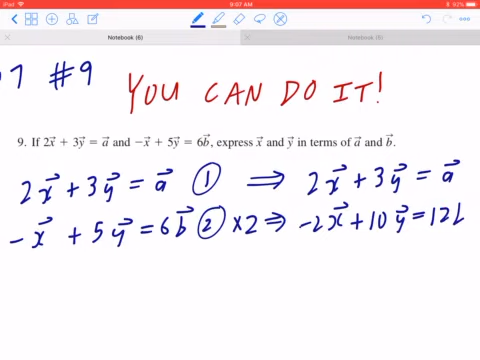 iPad
9:07 AM
92%
Notebook (6)
Notebook (5)
7 #9
YOU CAN DO IT!
9. If 2x⃗ + 3y⃗ = a⃗ and −x⃗ + 5y⃗ = 6b⃗, express x⃗ and y⃗ in terms of a⃗ and b⃗.
2x⃗ + 3y⃗ = a⃗ ① ⟹ 2x⃗ + 3y⃗ = a⃗
−x⃗ + 5y⃗ = 6b⃗ ② ×2 ⟹ −2x⃗ + 10y⃗ = 12